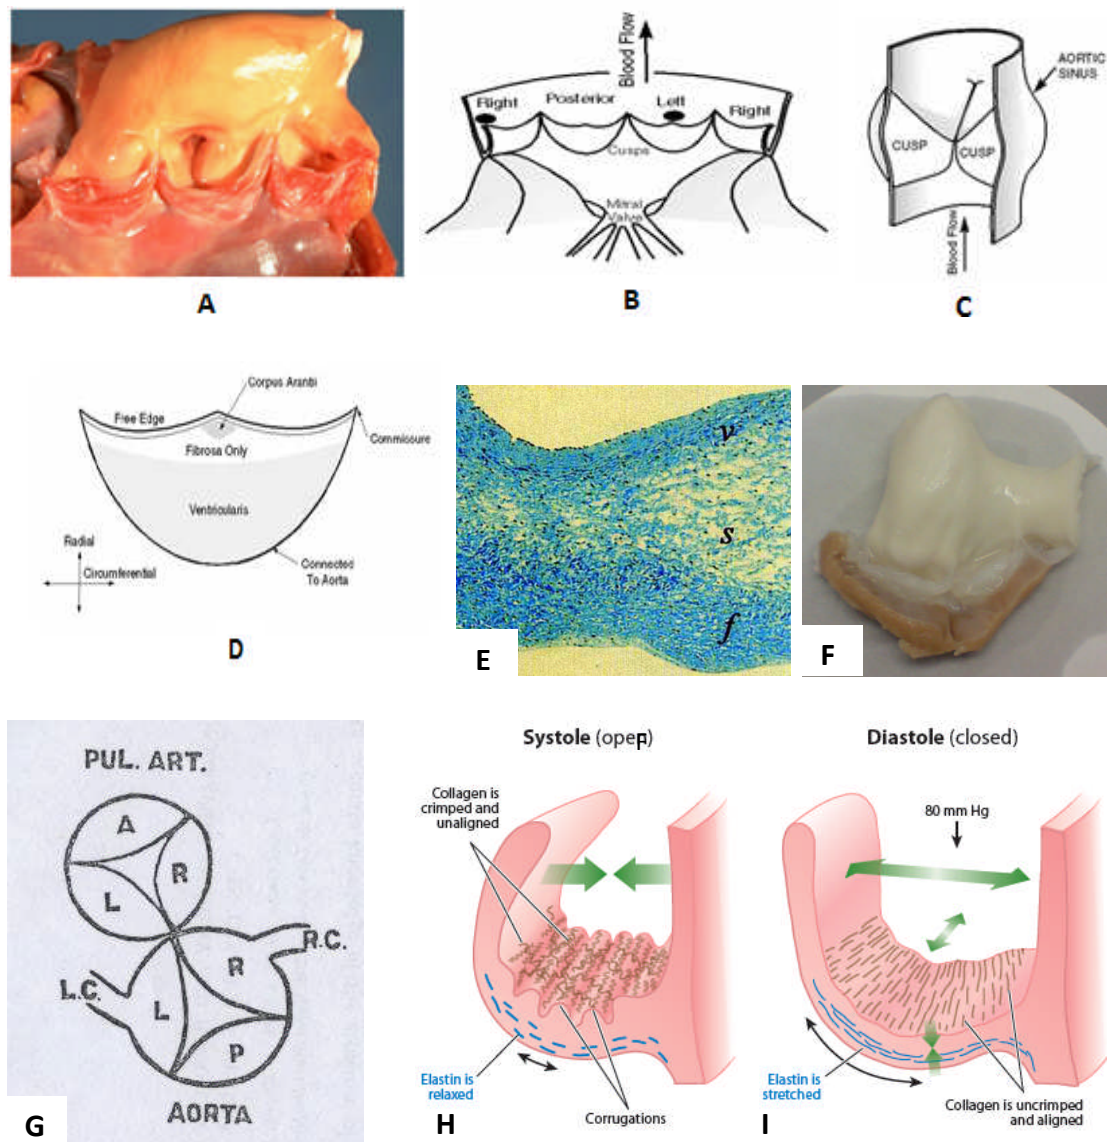 A
Blood Flow
Right
Posterior
Left
Right
Cusps
Mitral
Valve
B
AORTIC
SINUS
CUSP
CUSP
Blood Flow
C
Corpus Arantii
Free Edge
Commissure
Fibrosa Only
Ventricularis
Radial
Circumferential
Connected
To Aorta
D
v
s
f
E
F
PUL. ART.
A
R
L
R.C.
R
L.C.
L
P
AORTA
G
Systole (open)
Collagen is
crimped and
unaligned
Elastin is
relaxed
Corrugations
H
Diastole (closed)
80 mm Hg
Elastin is
stretched
Collagen is uncrimped
and aligned
I